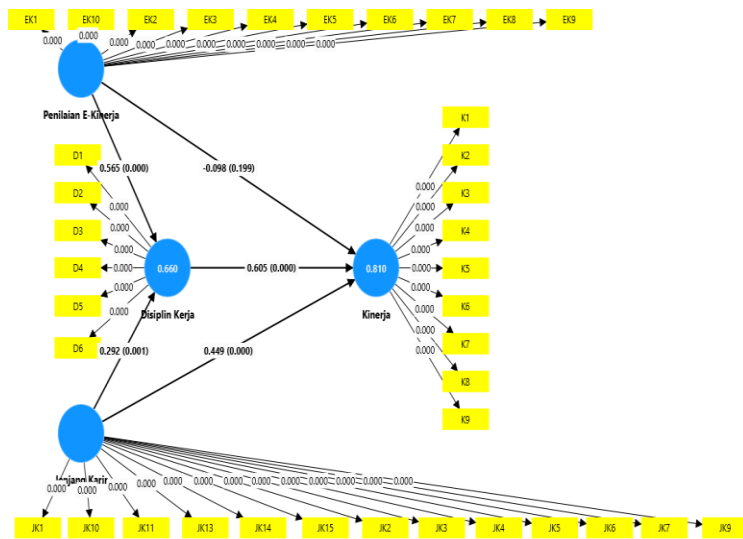 EK1 EK10 EK2 EK3 EK4 EK5 EK6 EK7 EK8 EK9
0.000 0.000 0.000 0.000 0.000 0.000 0.000 0.000 0.000 0.000
Penilaian E-Kinerja
K1
D1
0.565 (0.000)
-0.098 (0.199)
K2
0.000
D2
0.000
K3
0.000
0.000
D3
0.000
K4
0.000
0.000
D4
0.000
0.660
0.605 (0.000)
0.810
0.000
K5
D5
0.000
0.000
K6
0.000
Disiplin Kerja
Kinerja
0.000
D6
0.292 (0.001)
0.449 (0.000)
0.000
K7
0.000
K8
K9
Jenjang Karir
0.000 0.000 0.000 0.000 0.000 0.000 0.000 0.000 0.000 0.000 0.000 0.000 0.000
JK1 JK10 JK11 JK13 JK14 JK15 JK2 JK3 JK4 JK5 JK6 JK7 JK9